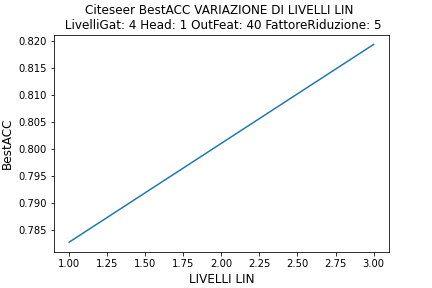 Citeseer BestACC VARIAZIONE DI LIVELLI LIN
LivelliGat: 4 Head: 1 OutFeat: 40 FattoreRiduzione: 5
0.820
0.815
0.810
0.805
0.800
0.795
0.790
0.785
BestACC
1.00 1.25 1.50 1.75 2.00 2.25 2.50 2.75 3.00
LIVELLI LIN